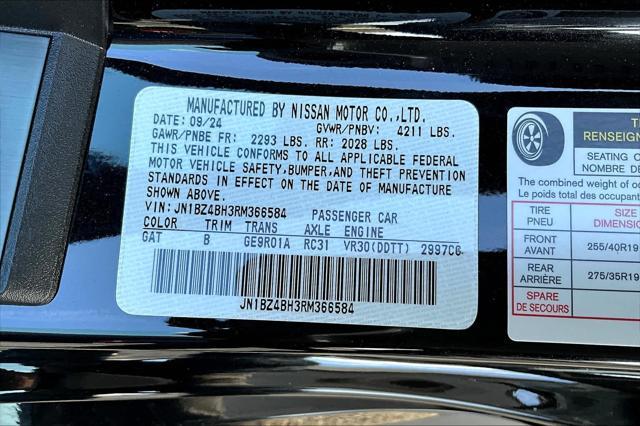 MANUFACTURED BY NISSAN MOTOR CO.,LTD.
DATE: 09/24 GVWR/PNBV: 4211 LBS.
GAWR/PNBE FR: 2293 LBS. RR: 2028 LBS.
THIS VEHICLE CONFORMS TO ALL APPLICABLE FEDERAL
MOTOR VEHICLE SAFETY,BUMPER,AND THEFT PREVENTION
STANDARDS IN EFFECT ON THE DATE OF MANUFACTURE
SHOWN ABOVE.
VIN: JN1BZ4BH3RM366584 PASSENGER CAR
COLOR TRIM TRANS AXLE ENGINE
GAT B GE9R01A RC31 VR30(DDTT) 2997CC
JN1BZ4BH3RM366584
RENSEIGNEM
SEATING
NOMBRE DE
The combined weight of oc
Le poids total des occupant
TIRE
PNEU
SIZE
DIMENSION
FRONT
AVANT
255/40R19
REAR
ARRIÈRE
275/35R19
SPARE
DE SECOURS